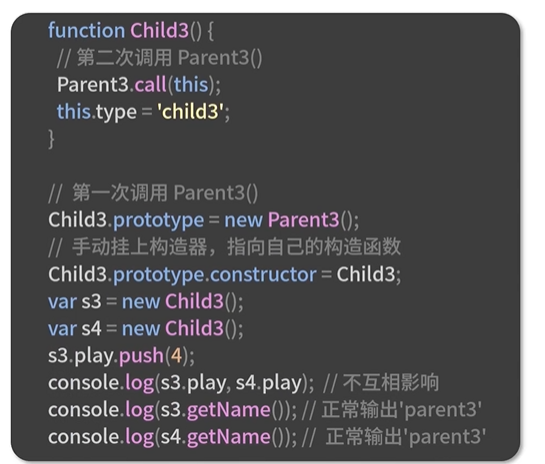 function Child3() {
// 第二次调用 Parent3()
Parent3.call(this);
this.type = 'child3';
}
// 第一次调用 Parent3()
Child3.prototype = new Parent3();
// 手动挂上构造器，指向自己的构造函数
Child3.prototype.constructor = Child3;
var s3 = new Child3();
var s4 = new Child3();
s3.play.push(4);
console.log(s3.play, s4.play); // 不互相影响
console.log(s3.getName()); // 正常输出'parent3'
console.log(s4.getName()); // 正常输出'parent3'